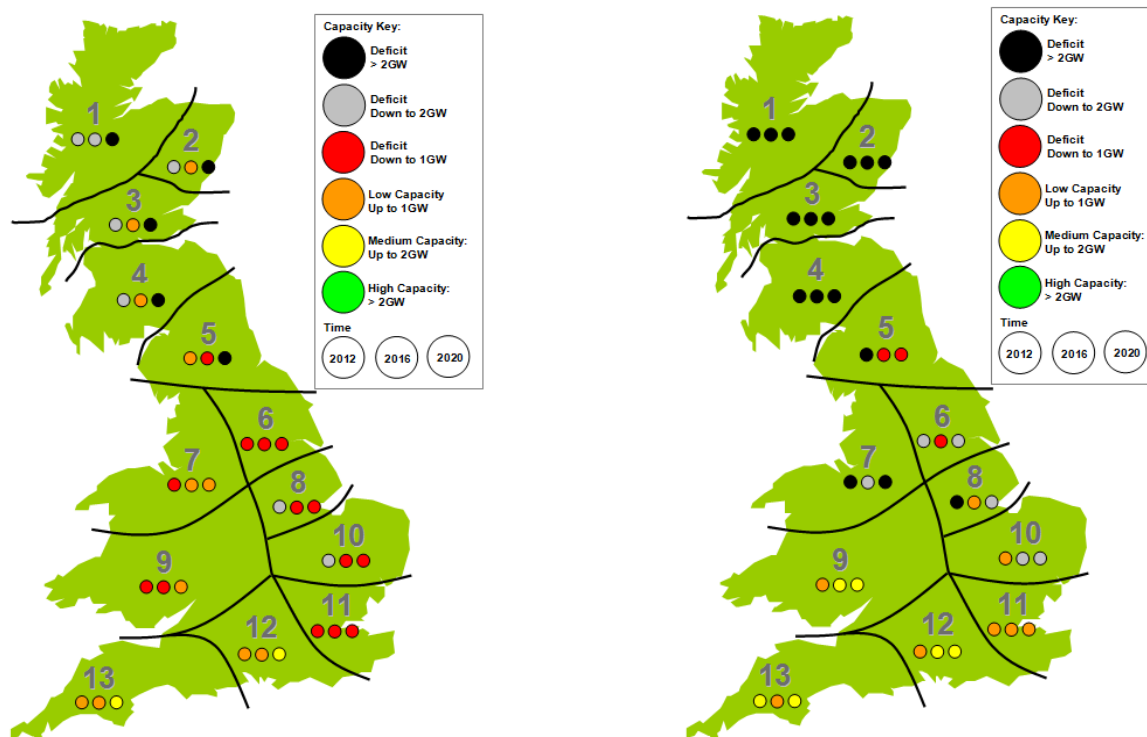 Capacity Key:
Deficit
> 2GW
Deficit
Down to 2GW
Deficit
Down to 1GW
Low Capacity
Up to 1GW
Medium Capacity:
Up to 2GW
High Capacity:
> 2GW
Time
2012 2016 2020
1
2
3
4
5
6
7
8
9
10
11
12
13
Capacity Key:
Deficit
> 2GW
Deficit
Down to 2GW
Deficit
Down to 1GW
Low Capacity
Up to 1GW
Medium Capacity:
Up to 2GW
High Capacity:
> 2GW
Time
2012 2016 2020
1
2
3
4
5
6
7
8
9
10
11
12
13